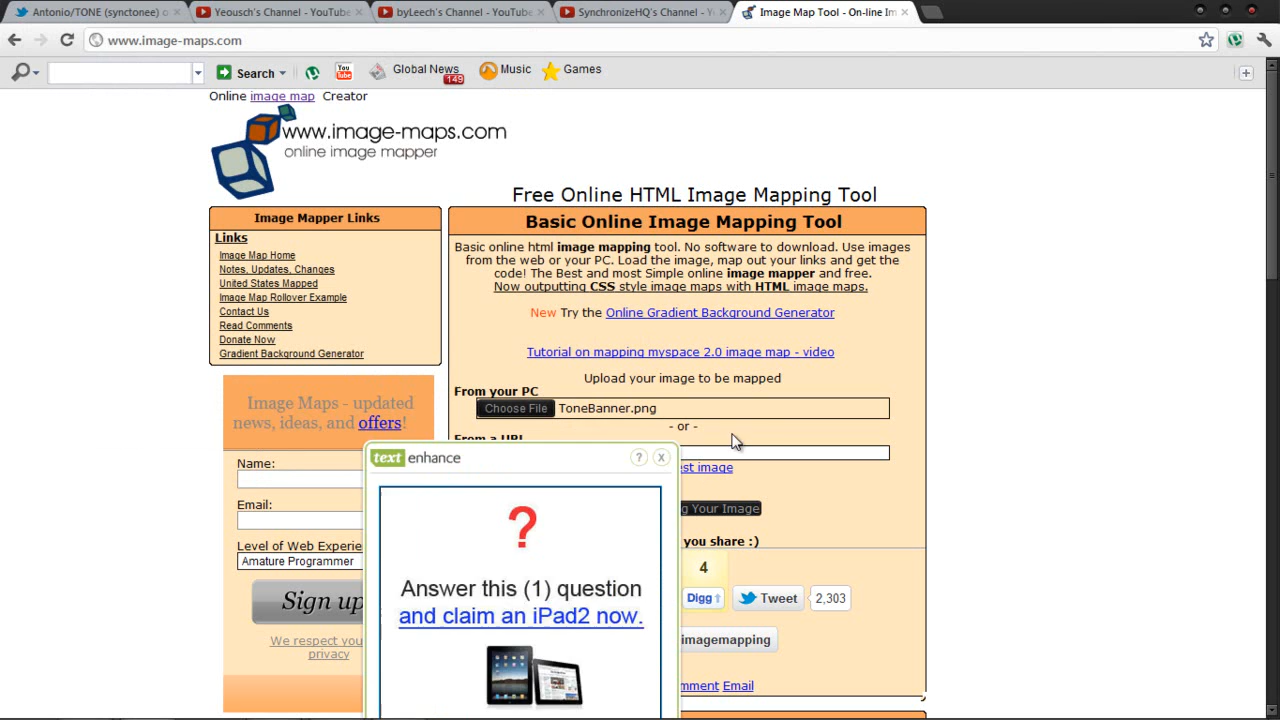 Antonio/TONE (synctonee) o
Yeousch's Channel - YouTube
byLeech's Channel - YouTube
SynchronizeHQ's Channel - Y
Image Map Tool - On-line Im
www.image-maps.com
Search
You Tube
Global News
149
Music
Games
Online image map Creator
www.image-maps.com
online image mapper
Free Online HTML Image Mapping Tool
Image Mapper Links
Links
Image Map Home
Notes, Updates, Changes
United States Mapped
Image Map Rollover Example
Contact Us
Read Comments
Donate Now
Gradient Background Generator
Image Maps - updated
news, ideas, and offers!
Name:
Email:
Level of Web Experie
Amature Programmer
Sign up
We respect you
privacy
Basic Online Image Mapping Tool
Basic online html image mapping tool. No software to download. Use images
from the web or your PC. Load the image, map out your links and get the
code! The Best and most Simple online image mapper and free.
Now outputting CSS style image maps with HTML image maps.
New Try the Online Gradient Background Generator
Tutorial on mapping myspace 2.0 image map - video
Upload your image to be mapped
From your PC
Choose File ToneBanner.png
- or -
From a URL
est image
g Your Image
you share :)
4
Digg
Tweet
2,303
imagemapping
mment Email
text enhance
?
X
?
Answer this (1) question
and claim an iPad2 now.